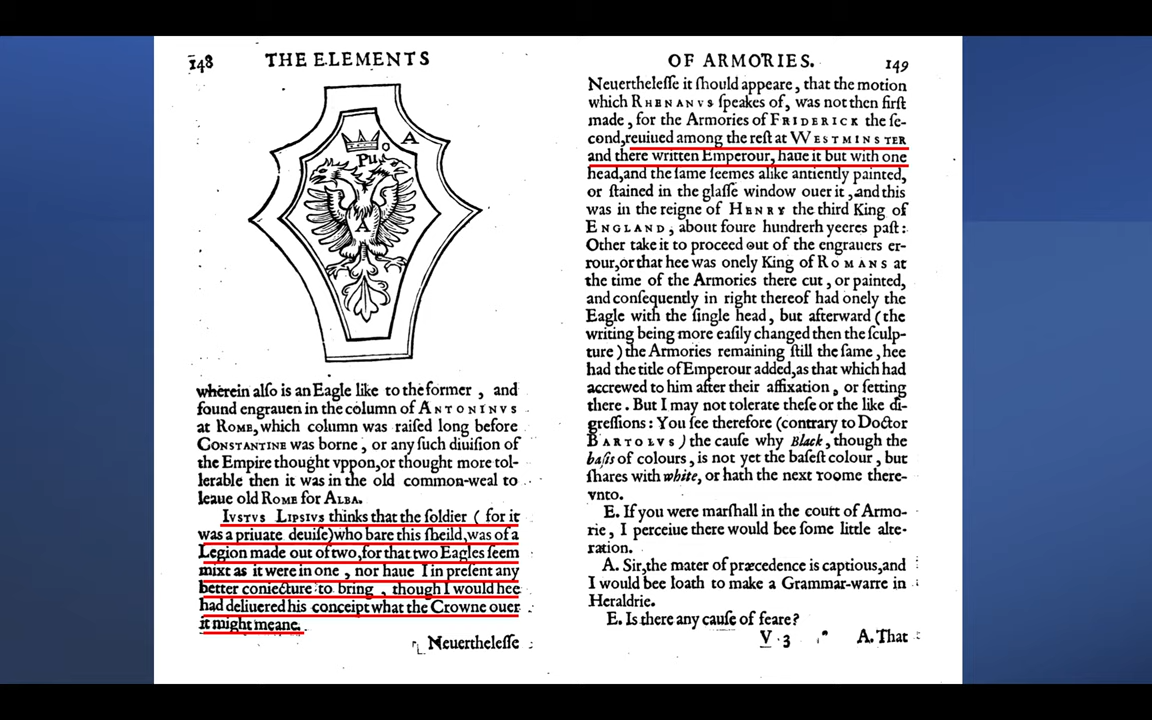 148 THE ELEMENTS
A
Pu.
A
wherein also is an Eagle like to the former, and
found engrauen in the column of ANTONINVS
at ROME, which column was raised long before
CONSTANTINE was borne, or any such diuision of
the Empire thought vppon, or thought more tol-
lerable then it was in the old common-weal to
leaue old ROME for ALBA.
IVSTVS LIPSIVS thinks that the soldier ( for it
was a priuate deuise) who bare this sheild, was of a
Legion made out of two, for that two Eagles seem
mixt as it were in one, nor haue I in present any
better coniecture to bring, though I would hee
had deliuered his conceipt what the Crowne ouer
it might meane.
Neuerthelesse
OF ARMORIES. 149
Neuerthelesse it should appeare, that the motion
which RHENANVS speakes of, was not then first
made, for the Armories of FRIDERICK the se-
cond, reuiued among the rest at WESTMINSTER
and there written Emperour, haue it but with one
head, and the same seemes alike antiently painted,
or stained in the glasse window ouer it, and this
was in the reigne of HENRY the third King of
ENGLAND, about foure hundrerh yeeres past:
Other take it to proceed out of the engrauers er-
rour, or that hee was onely King of ROMANS at
the time of the Armories there cut, or painted,
and consequently in right thereof had onely the
Eagle with the single head, but afterward (the
writing being more easily changed then the sculp-
ture) the Armories remaining still the same, hee
had the title of Emperour added, as that which had
accrewed to him after their affixation, or setting
there. But I may not tolerate these or the like di-
gressions: You see therefore (contrary to Doctor
BARTOLVS) the cause why Black, though the
basis of colours, is not yet the basest colour, but
shares with white, or hath the next roome there-
vnto.
E. If you were marshall in the court of Armo-
rie, I perceiue there would bee some little alte-
ration.
A. Sir, the mater of præcedence is captious, and
I would bee loath to make a Grammar-warre in
Heraldrie.
E. Is there any cause of feare?
V 3 A. That